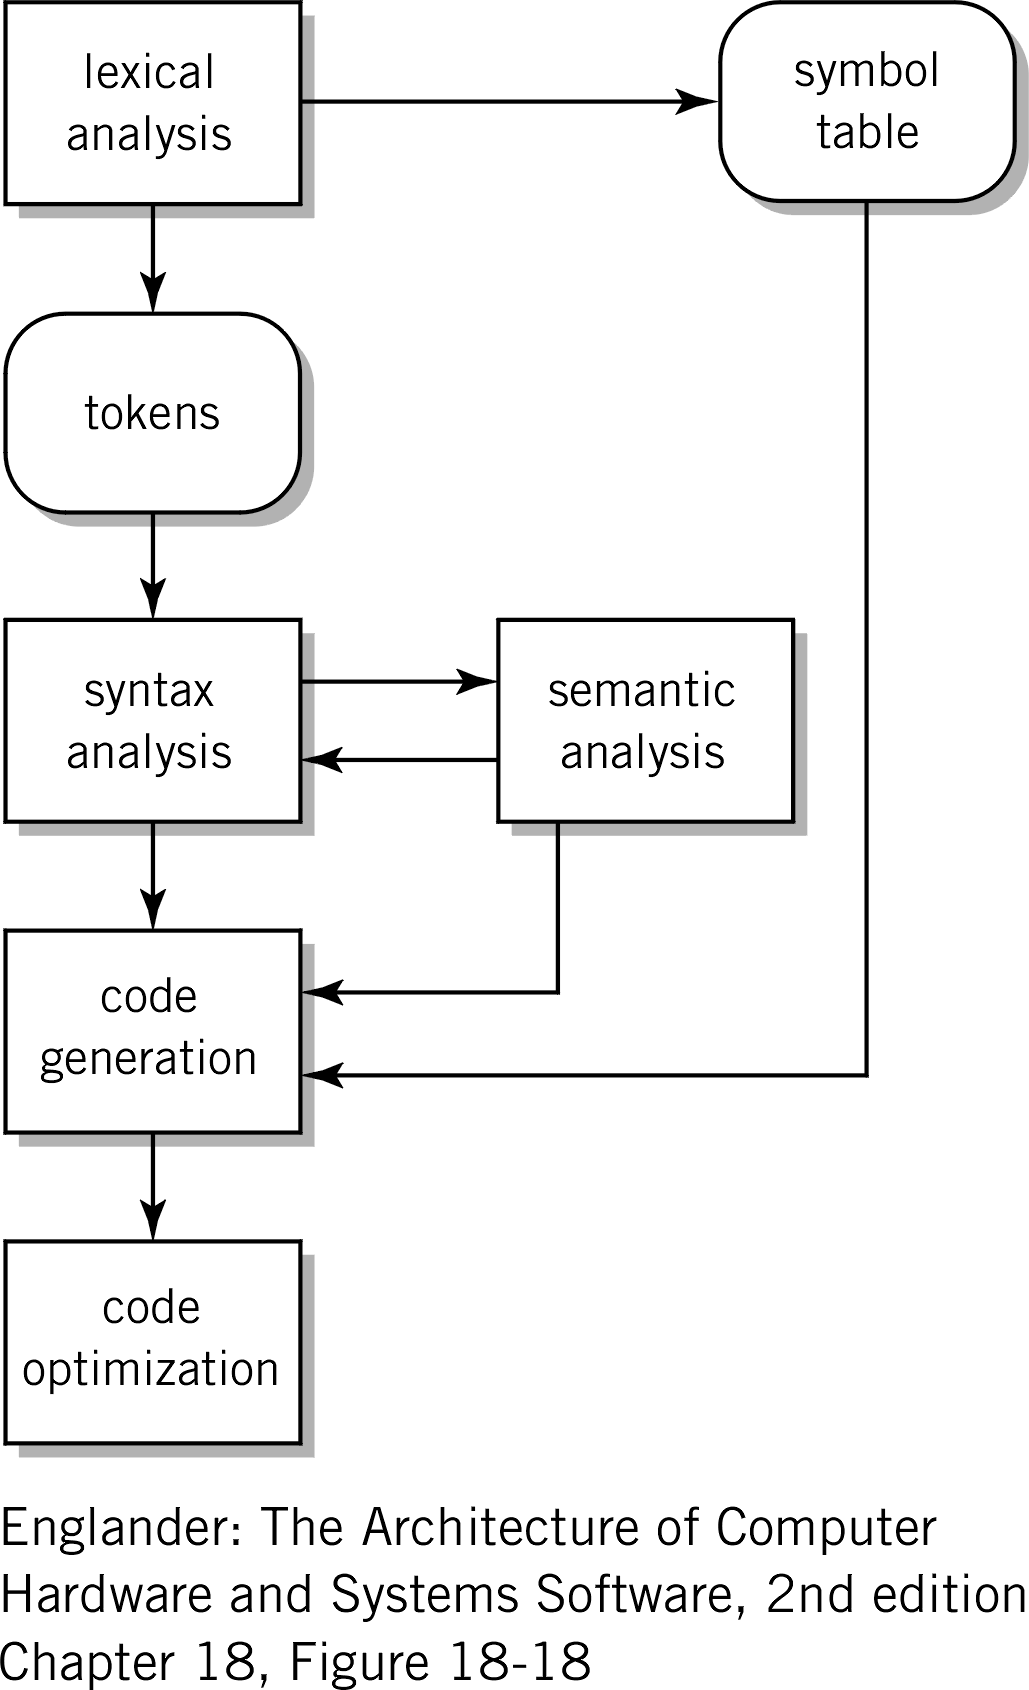 lexical
analysis
symbol
table
tokens
syntax
analysis
semantic
analysis
code
generation
code
optimization
Englander: The Architecture of Computer
Hardware and Systems Software, 2nd edition
Chapter 18, Figure 18-18